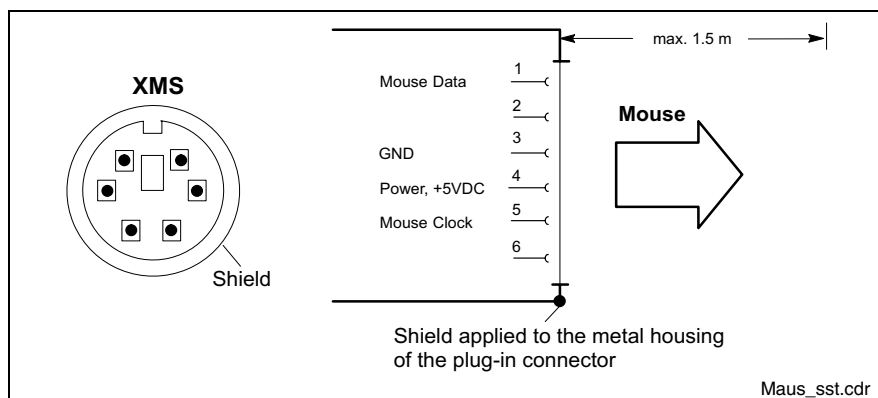 XMS
Shield
max. 1.5 m
Mouse Data
1
2
GND
3
Power, +5VDC
4
Mouse Clock
5
6
Mouse
Shield applied to the metal housing
of the plug-in connector
Maus_sst.cdr